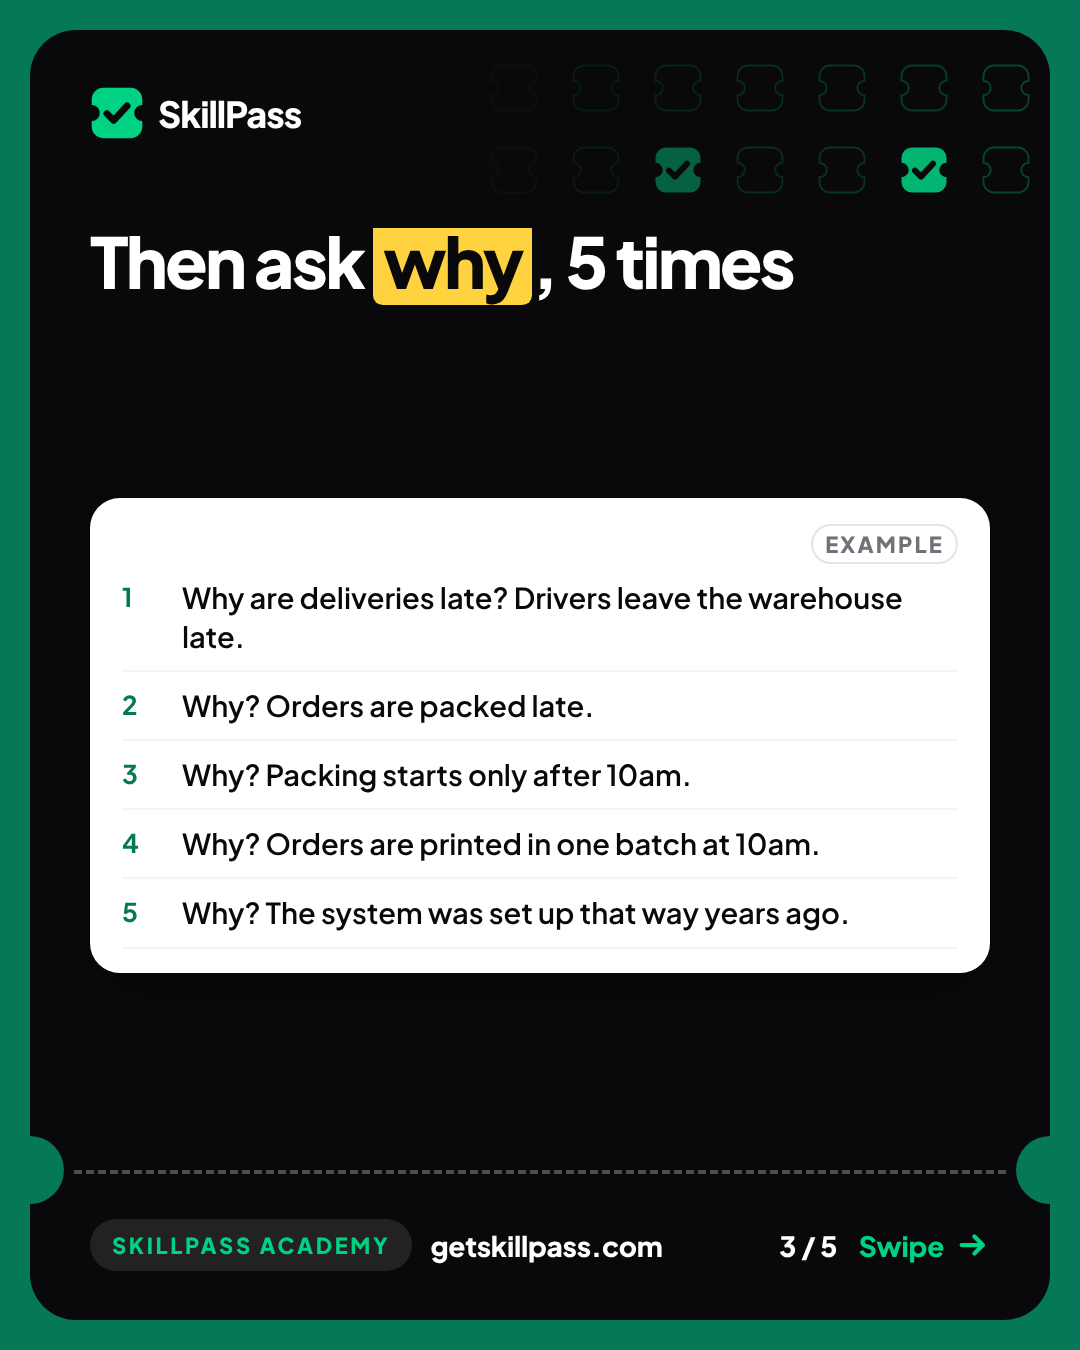 SkillPass
Then ask why, 5 times
EXAMPLE
1 Why are deliveries late? Drivers leave the warehouse
late.
2 Why? Orders are packed late.
3 Why? Packing starts only after 10am.
4 Why? Orders are printed in one batch at 10am.
5 Why? The system was set up that way years ago.
SKILLPASS ACADEMY getskillpass.com 3 / 5 Swipe →